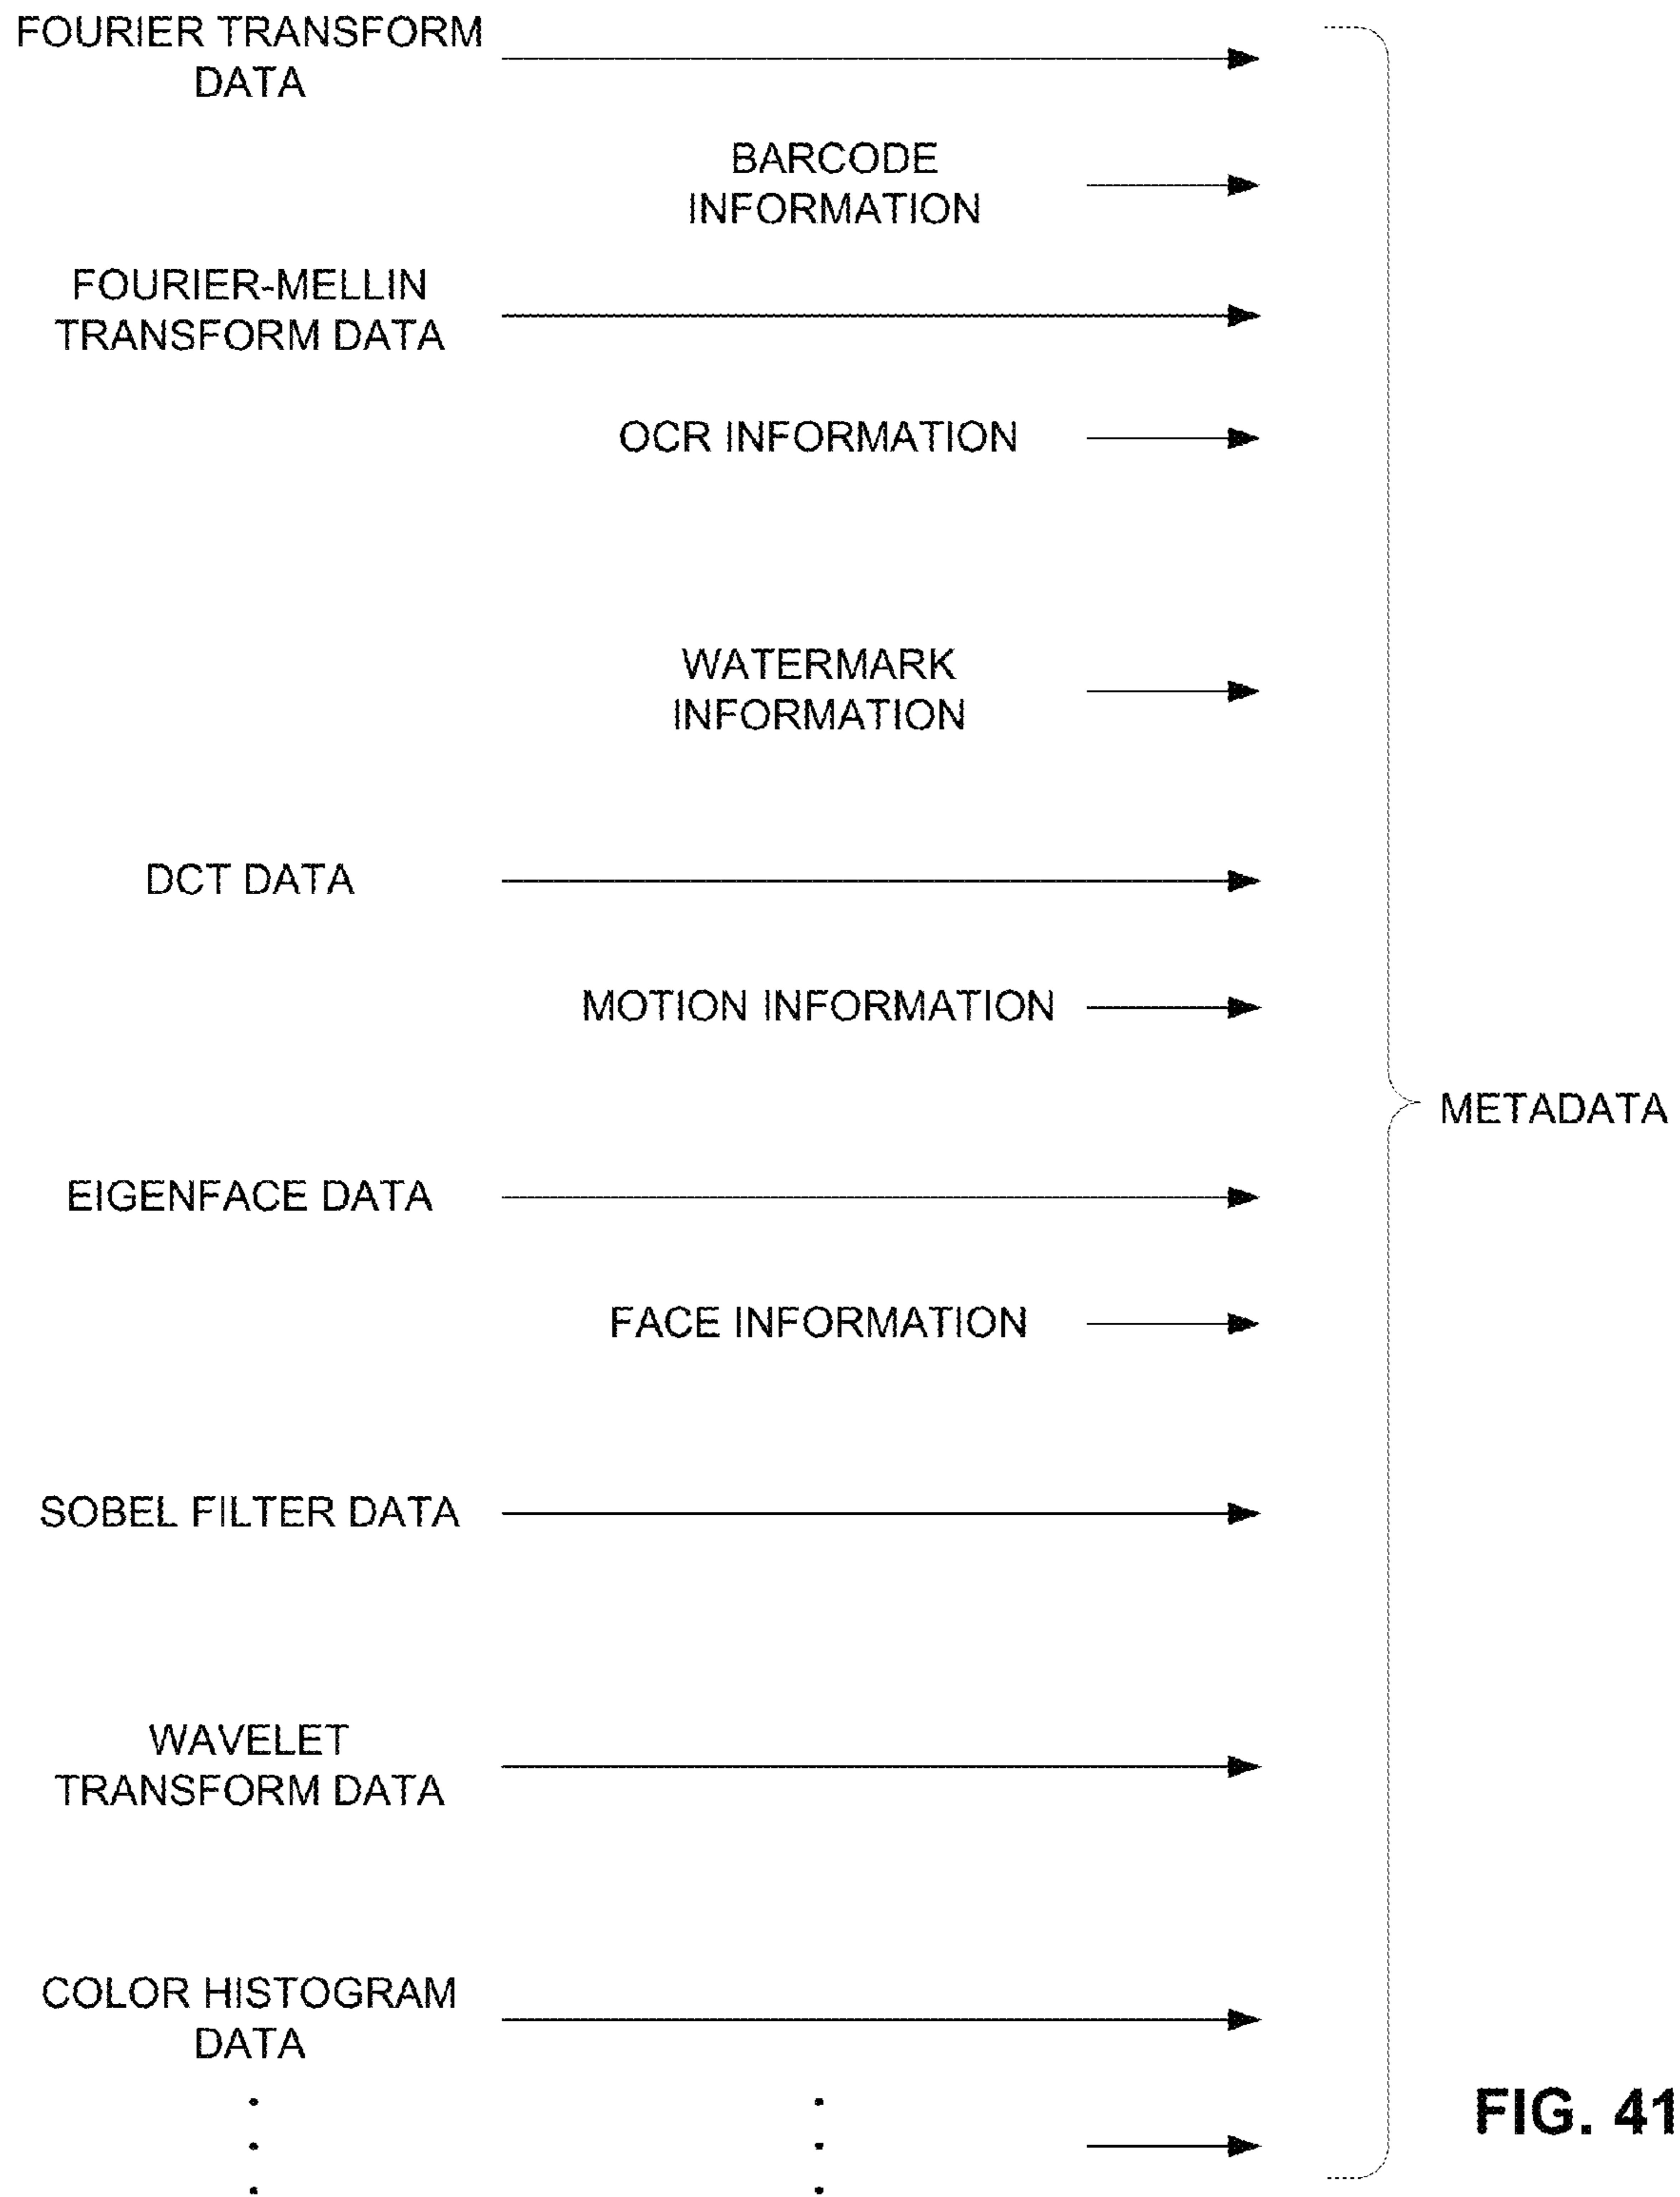 FOURIER TRANSFORM
DATA
BARCODE
INFORMATION
FOURIER-MELLIN
TRANSFORM DATA
OCR INFORMATION
WATERMARK
INFORMATION
DCT DATA
MOTION INFORMATION
METADATA
EIGENFACE DATA
FACE INFORMATION
SOBEL FILTER DATA
WAVELET
TRANSFORM DATA
COLOR HISTOGRAM
DATA
FIG. 41